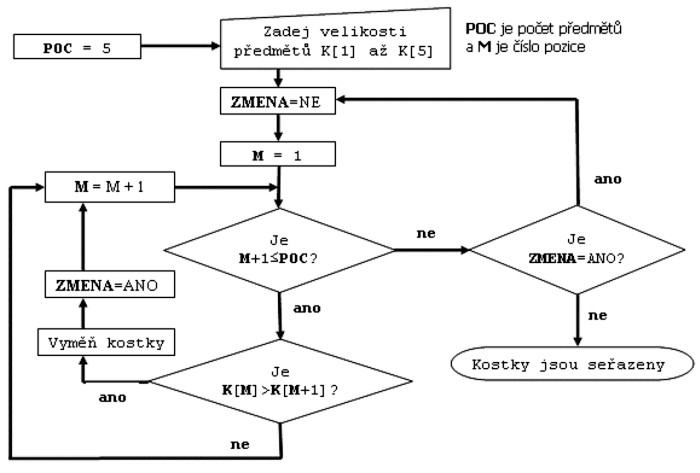 POC = 5
Zadej velikosti
předmětů K[1] až K[5]
POC je počet předmětů
a M je číslo pozice
ZMENA=NE
M = 1
M = M + 1
ano
Je
M+1≤POC?
ne
Je
ZMENA=ANO?
ZMENA=ANO
ano
ne
Vyměň kostky
Je
K[M]>K[M+1]?
Kostky jsou seřazeny
ano
ne